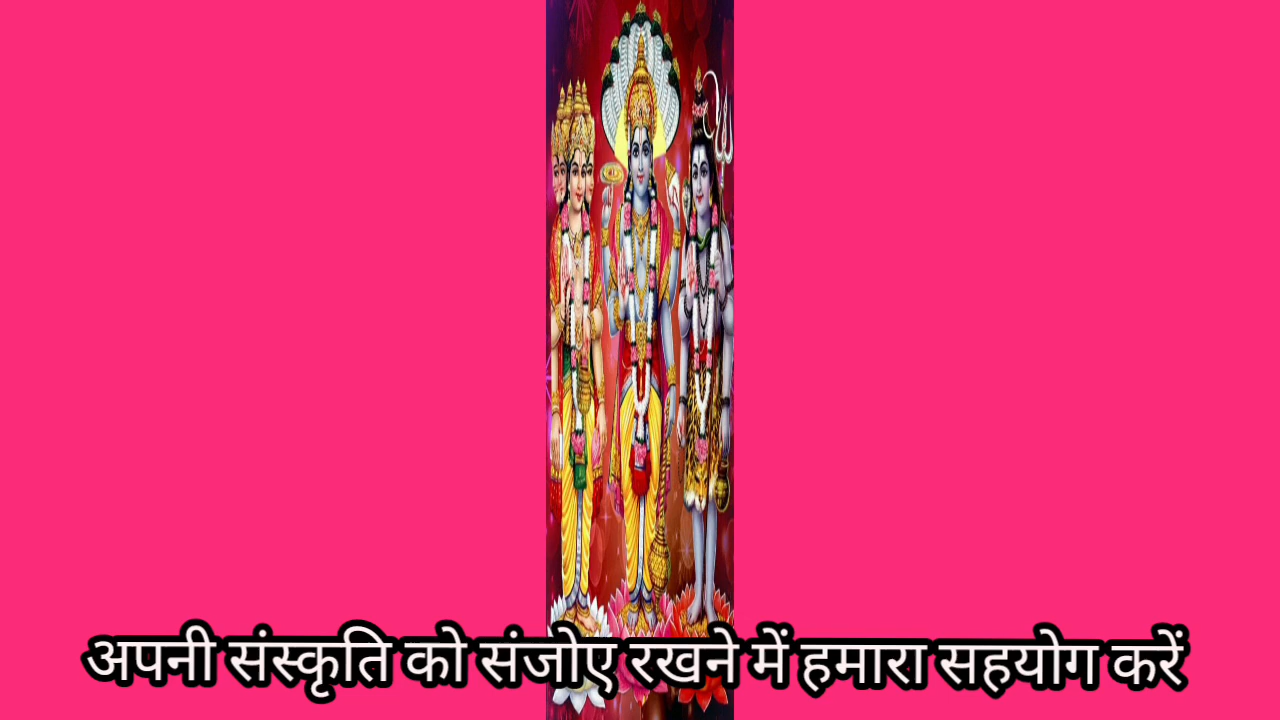 अपनी संस्कृति को संजोए रखने में हमारा सहयोग करें